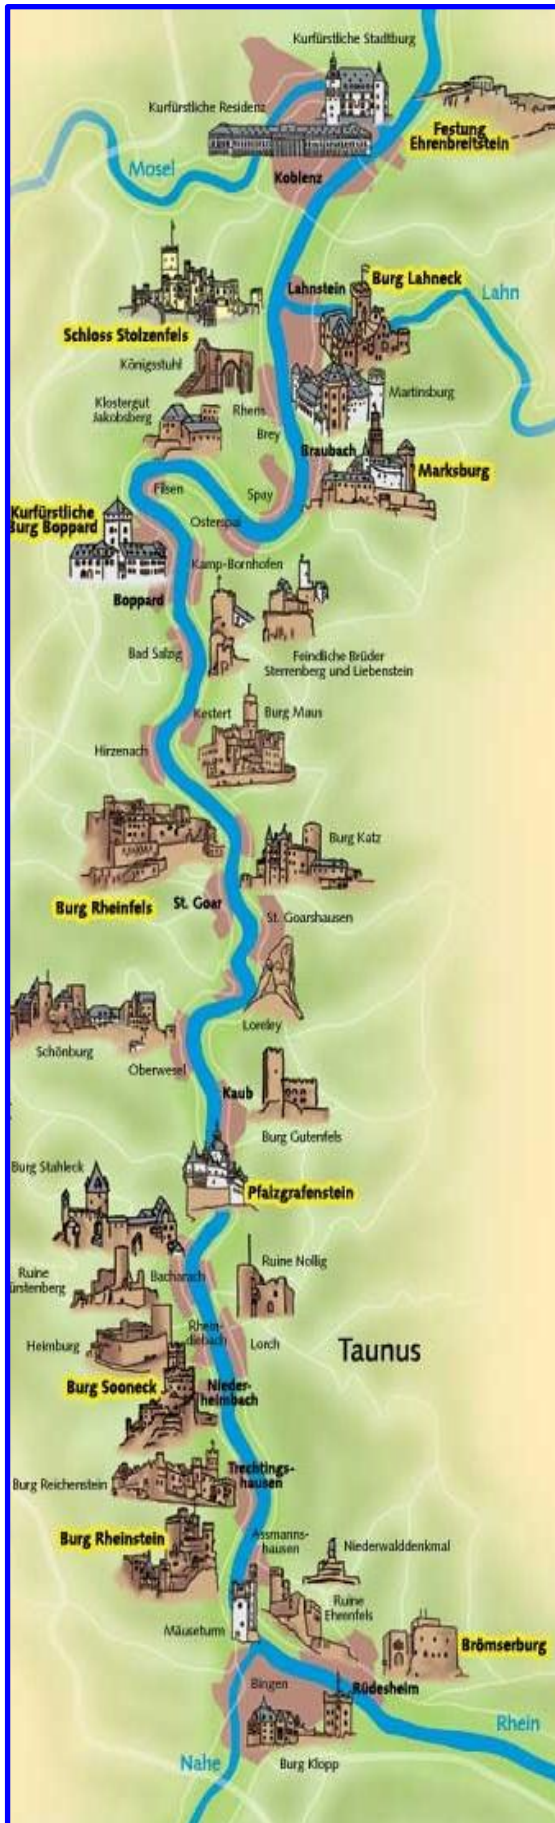 Kurfürstliche Stadtburg
Kurfürstliche Residenz
Festung
Ehrenbreitstein
Mosel
Koblenz
Lahnstein
Burg Lahneck
Lahn
Schloss Stolzenfels
Königsstuhl
Martinsburg
Klostergut
Jakobsberg
Rhens
Brey
Braubach
Marksburg
Filsen
Spay
Kurfürstliche
Burg Boppard
Osterspai
Kamp-Bornhofen
Boppard
Bad Salzig
Feindliche Brüder
Sterrenberg und Liebenstein
Kestert
Burg Maus
Hirzenach
Burg Katz
Burg Rheinfels
St. Goar
St. Goarshausen
Loreley
Schönburg
Oberwesel
Kaub
Burg Gutenfels
Burg Stahleck
Pfalzgrafenstein
Ruine
ürstenberg
Bacharach
Ruine Nollig
Rhein-
diebach
Heimburg
Lorch
Taunus
Burg Sooneck
Nieder-
heimbach
Trechtings-
hausen
Burg Reichenstein
Burg Rheinstein
Assmanns-
hausen
Niederwalddenkmal
Ruine
Ehrenfels
Mäuseturm
Brömserburg
Bingen
Rüdesheim
Rhein
Nahe
Burg Klopp